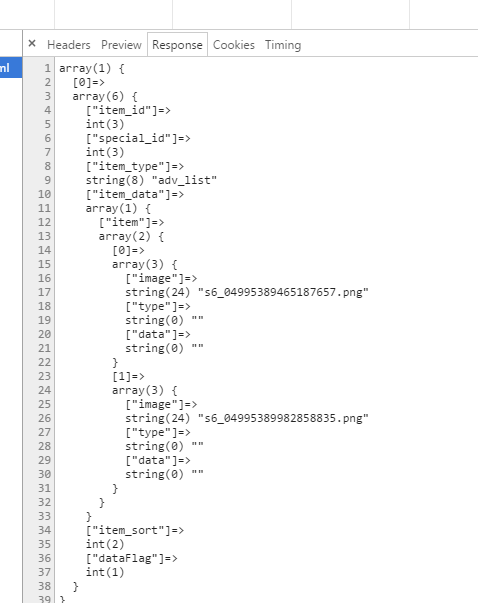 × Headers Preview Response Cookies Timing
ml
1 array(1) {
2   [0]=>
3   array(6) {
4     ["item_id"]=>
5     int(3)
6     ["special_id"]=>
7     int(3)
8     ["item_type"]=>
9     string(8) "adv_list"
10     ["item_data"]=>
11     array(1) {
12       ["item"]=>
13       array(2) {
14         [0]=>
15         array(3) {
16           ["image"]=>
17           string(24) "s6_04995389465187657.png"
18           ["type"]=>
19           string(0) ""
20           ["data"]=>
21           string(0) ""
22         }
23         [1]=>
24         array(3) {
25           ["image"]=>
26           string(24) "s6_04995389982858835.png"
27           ["type"]=>
28           string(0) ""
29           ["data"]=>
30           string(0) ""
31         }
32       }
33     }
34     ["item_sort"]=>
35     int(2)
36     ["dataFlag"]=>
37     int(1)
38   }
39 }